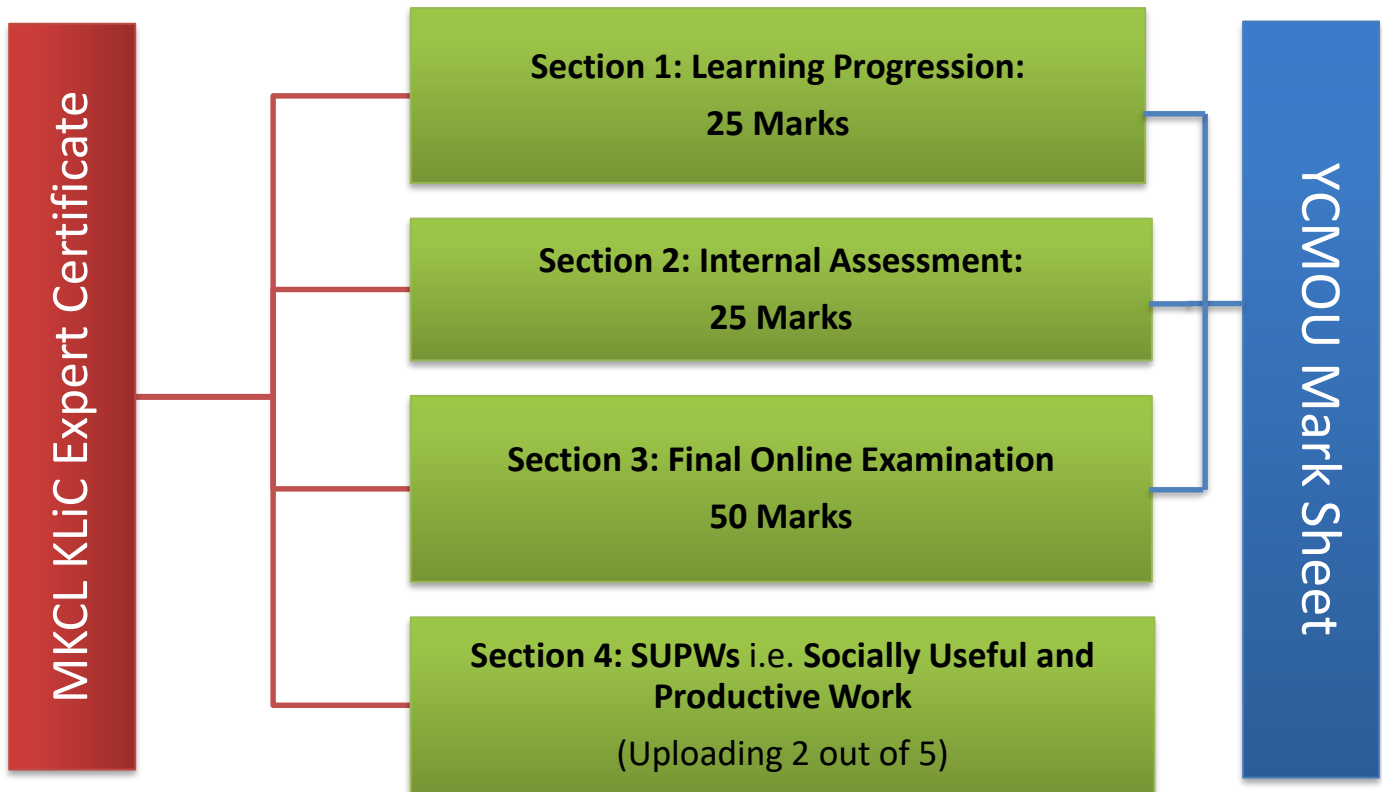 MKCL KLiC Expert Certificate
Section 1: Learning Progression:
25 Marks
Section 2: Internal Assessment:
25 Marks
Section 3: Final Online Examination
50 Marks
Section 4: SUPWs i.e. Socially Useful and
Productive Work
(Uploading 2 out of 5)
YCMOU Mark Sheet